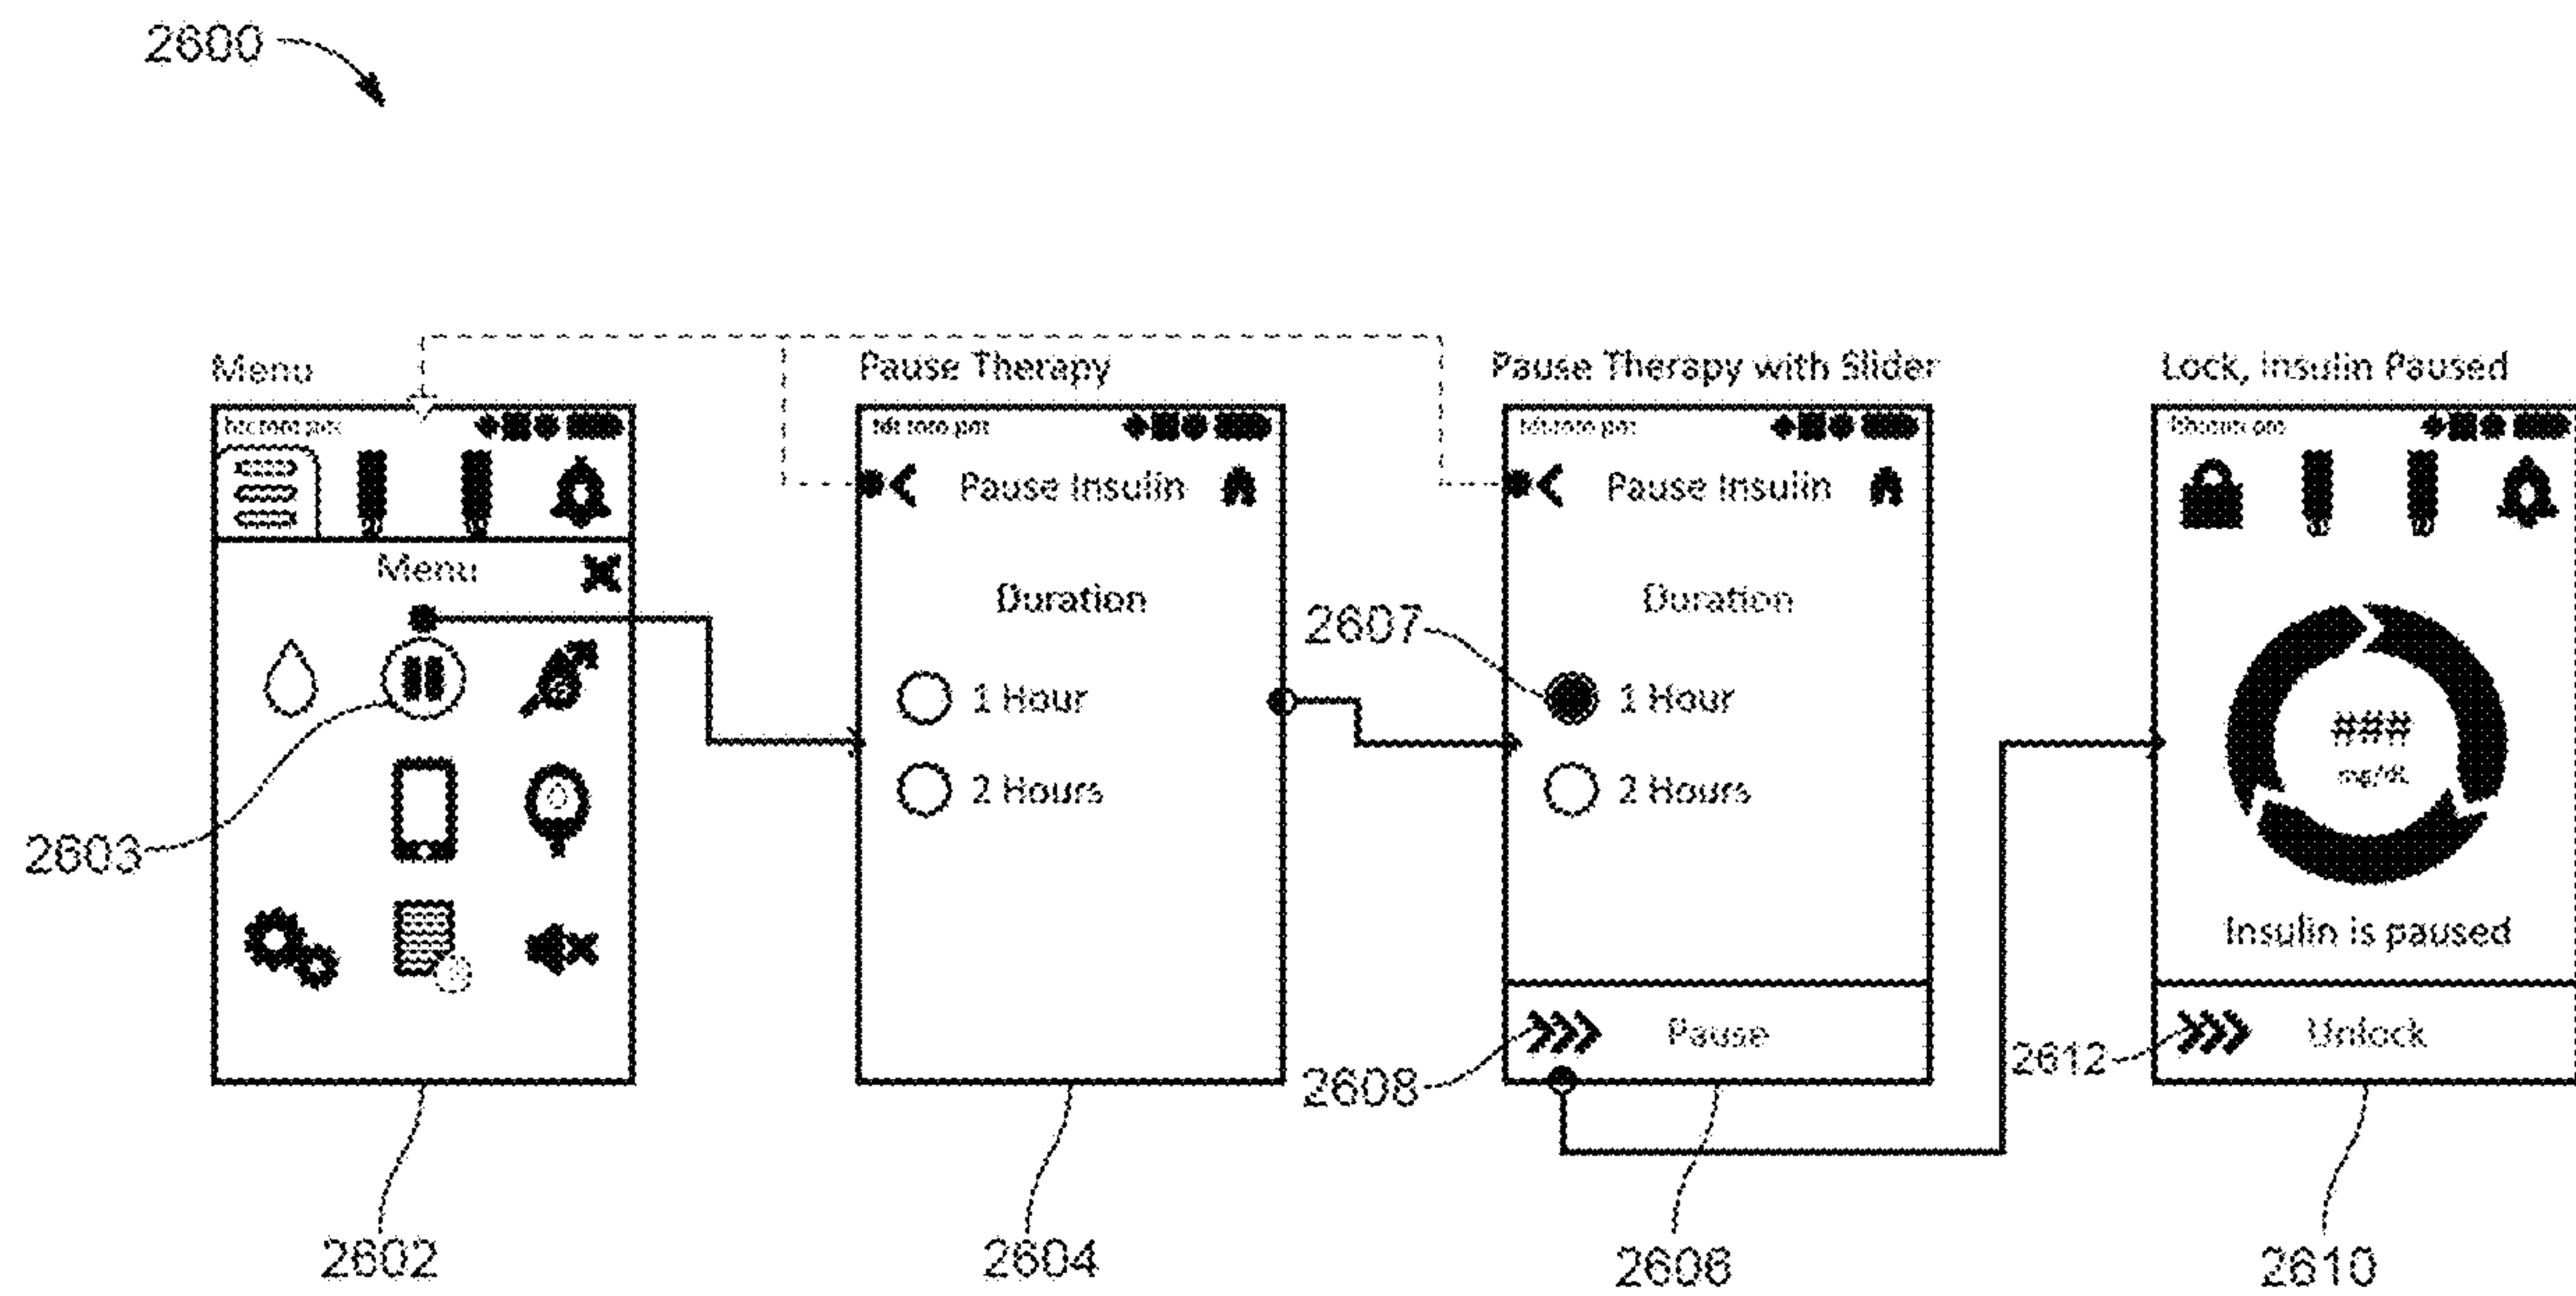 2600
Menu
Pause Therapy
Pause Therapy with Slider
Lock, Insulin Paused
Menu
Pause Insulin
Duration
1 Hour
2 Hours
Pause Insulin
Duration
1 Hour
2 Hours
Pause
###
mg/dL
Insulin is paused
Unlock
2603
2607
2608
2612
2602
2604
2606
2610